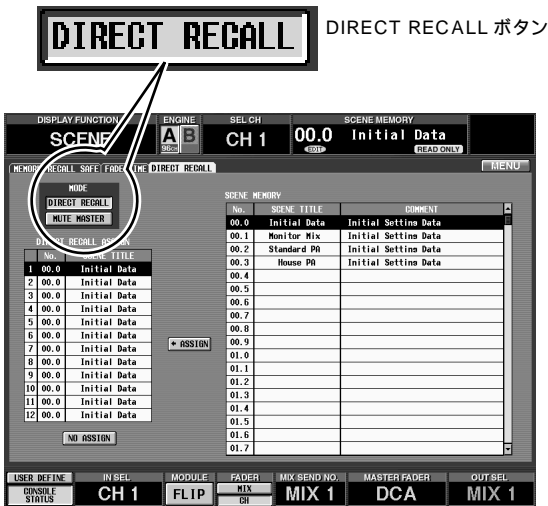 DIRECT RECALL
DIRECT RECALL ボタン
DISPLAY FUNCTION ENGINE SEL CH SCENE MEMORY
SCENE A B CH 1 00.0 Initial Data
96CH EDIT READ ONLY
MEMORY RECALL SAFE FADE TIME DIRECT RECALL MENU
MODE
DIRECT RECALL
MUTE MASTER
DIRECT RECALL ASSIGN
No. SCENE TITLE
1 00.0 Initial Data
2 00.0 Initial Data
3 00.0 Initial Data
4 00.0 Initial Data
5 00.0 Initial Data
6 00.0 Initial Data
7 00.0 Initial Data
8 00.0 Initial Data
9 00.0 Initial Data
10 00.0 Initial Data
11 00.0 Initial Data
12 00.0 Initial Data
NO ASSIGN
ASSIGN
SCENE MEMORY
No. SCENE TITLE COMMENT
00.0 Initial Data Initial Setting Data
00.1 Monitor Mix Initial Setting Data
00.2 Standard PA Initial Setting Data
00.3 House PA Initial Setting Data
00.4
00.5
00.6
00.7
00.8
00.9
01.0
01.1
01.2
01.3
01.4
01.5
01.6
01.7
USER DEFINE IN SEL MODULE FADER MIX SEND NO. MASTER FADER OUT SEL
CONSOLE STATUS CH 1 FLIP MIX CH MIX 1 DCA MIX 1